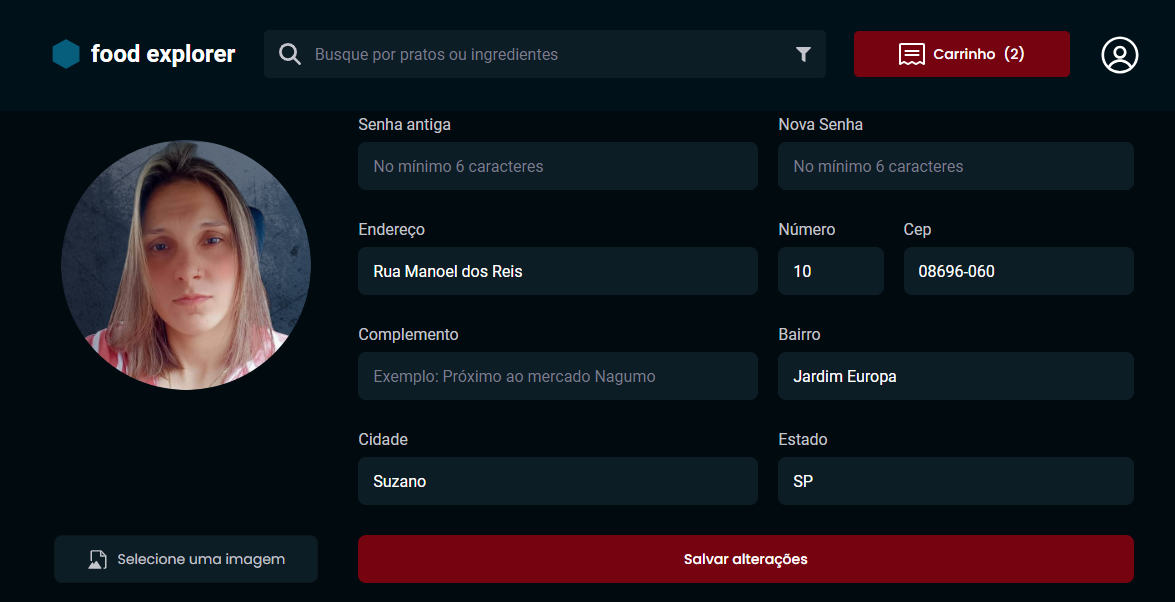 food explorer
Busque por pratos ou ingredientes
Carrinho (2)
Senha antiga
Nova Senha
No mínimo 6 caracteres
No mínimo 6 caracteres
Endereço
Número
Cep
Rua Manoel dos Reis
10
08696-060
Complemento
Bairro
Exemplo: Próximo ao mercado Nagumo
Jardim Europa
Cidade
Estado
Suzano
SP
Selecione uma imagem
Salvar alterações